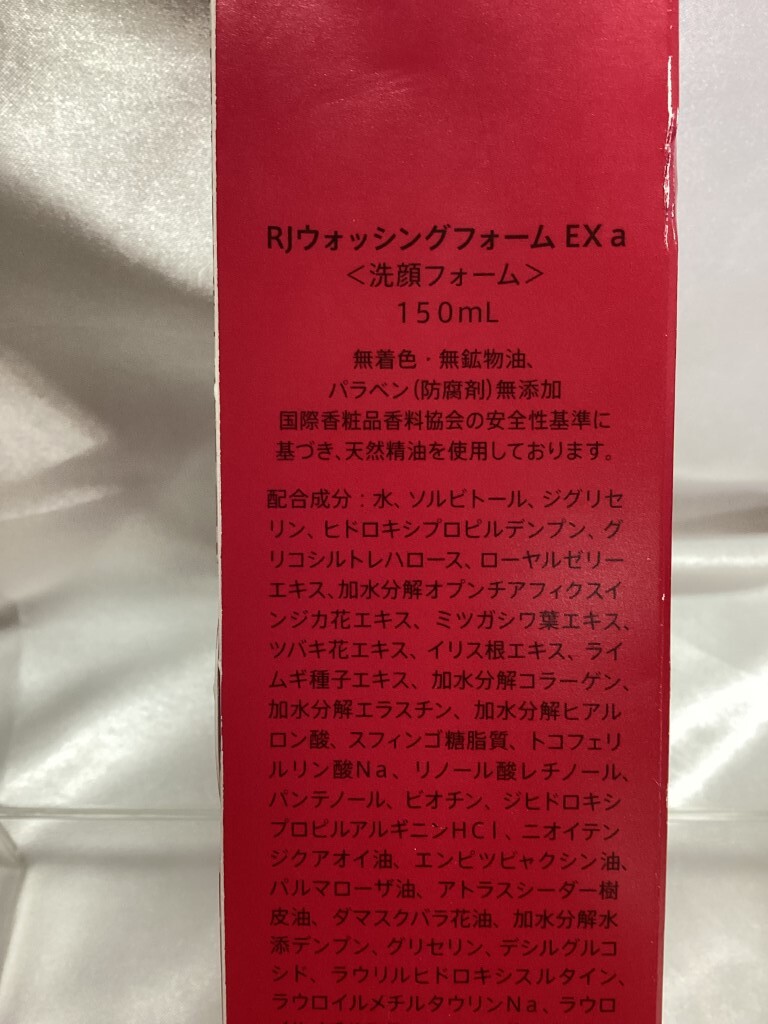 RJウォッシングフォーム EX a
＜洗顔フォーム＞
150mL
無着色・無鉱物油、
パラベン(防腐剤)無添加
国際香粧品香料協会の安全性基準に
基づき、天然精油を使用しております。
配合成分：水、ソルビトール、ジグリセ
リン、ヒドロキシプロピルデンプン、グ
リコシルトレハロース、ローヤルゼリー
エキス、加水分解オプンチアフィクスイ
ンジカ花エキス、ミツガシワ葉エキス、
ツバキ花エキス、イリス根エキス、ライ
ムギ種子エキス、加水分解コラーゲン、
加水分解エラスチン、加水分解ヒアル
ロン酸、スフィンゴ糖脂質、トコフェリ
ルリン酸Na、リノール酸レチノール、
パンテノール、ビオチン、ジヒドロキシ
プロピルアルギニンHCl、ニオイテン
ジクアオイ油、エンピツビャクシン油、
パルマローザ油、アトラスシーダー樹
皮油、ダマスクバラ花油、加水分解水
添デンプン、グリセリン、デシルグルコ
シド、ラウリルヒドロキシスルタイン、
ラウロイルメチルタウリンNa、ラウロ